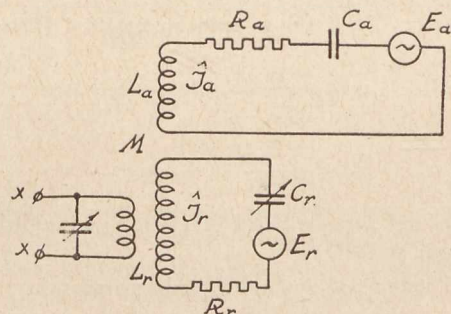 Rₐ Cₐ Eₐ
Lₐ Ĵₐ
M
x Ĵᵣ Cᵣ
x Eᵣ
Lᵣ
Rᵣ